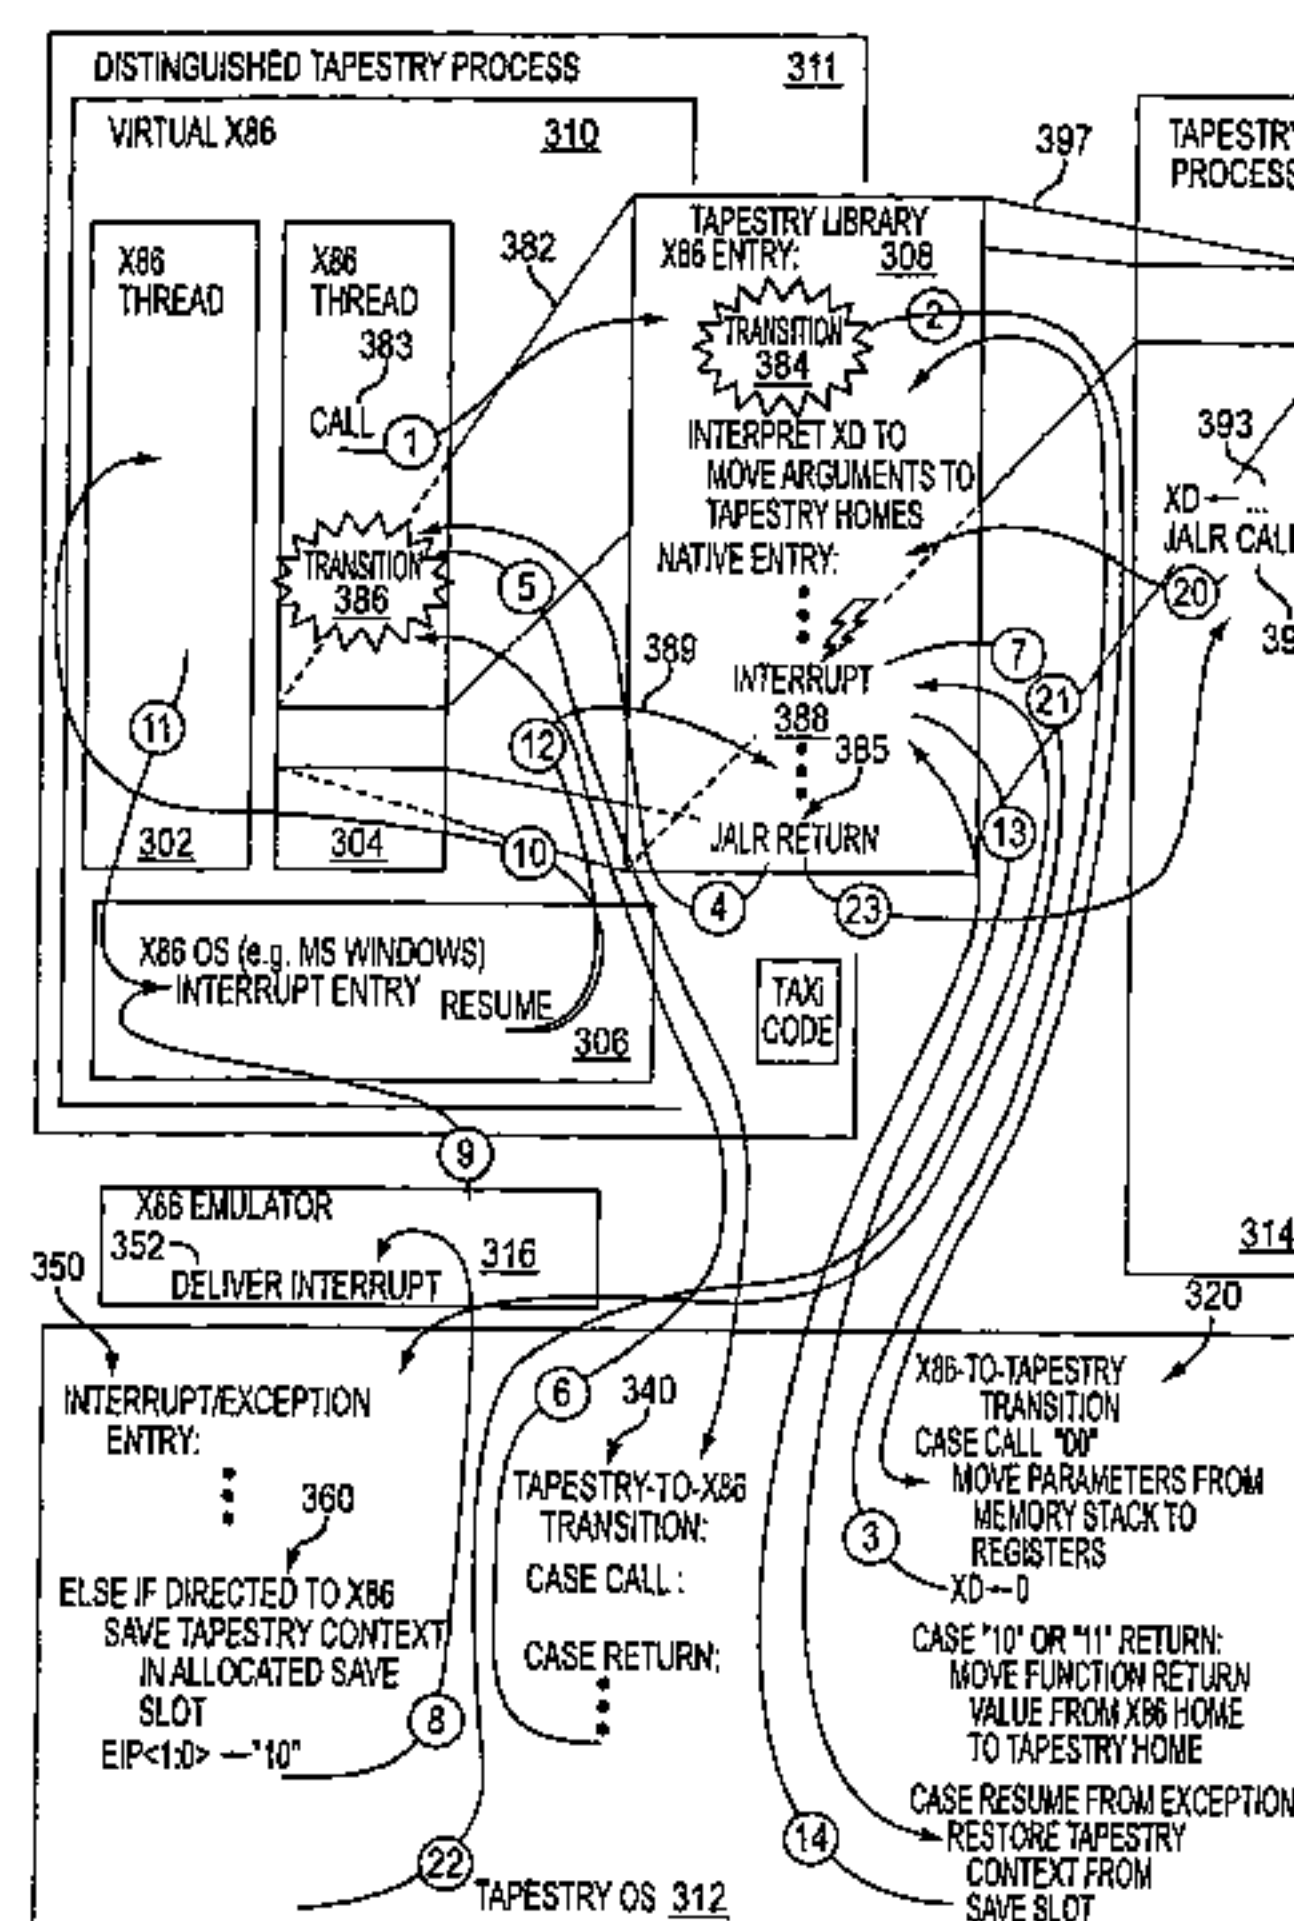 DISTINGUISHED TAPESTRY PROCESS
311
VIRTUAL X86
310
397
TAPESTRY
PROCESS
X86
THREAD
X86
THREAD
383
CALL
1
382
TAPESTRY LIBRARY
X86 ENTRY:
308
TRANSITION
384
2
INTERPRET XD TO
MOVE ARGUMENTS TO
TAPESTRY HOMES
NATIVE ENTRY:
393
XD ← ...
JALR CALL
20
39
TRANSITION
386
5
389
INTERRUPT
388
7
21
11
12
385
JALR RETURN
13
302
304
10
4
23
X86 OS (e.g. MS WINDOWS)
INTERRUPT ENTRY
RESUME
306
TAXi
CODE
9
X86 EMULATOR
352
DELIVER INTERRUPT
316
314
350
320
INTERRUPT/EXCEPTION
ENTRY:
360
ELSE IF DIRECTED TO X86
SAVE TAPESTRY CONTEXT
IN ALLOCATED SAVE
SLOT
EIP<1:0> ←"10"
8
22
6
340
TAPESTRY-TO-X86
TRANSITION:
CASE CALL :
CASE RETURN:
TAPESTRY OS 312
X86-TO-TAPESTRY
TRANSITION
CASE CALL "00"
MOVE PARAMETERS FROM
MEMORY STACK TO
REGISTERS
3
XD←0
CASE "10" OR "11" RETURN:
MOVE FUNCTION RETURN
VALUE FROM X86 HOME
TO TAPESTRY HOME
CASE RESUME FROM EXCEPTION
14
RESTORE TAPESTRY
CONTEXT FROM
SAVE SLOT